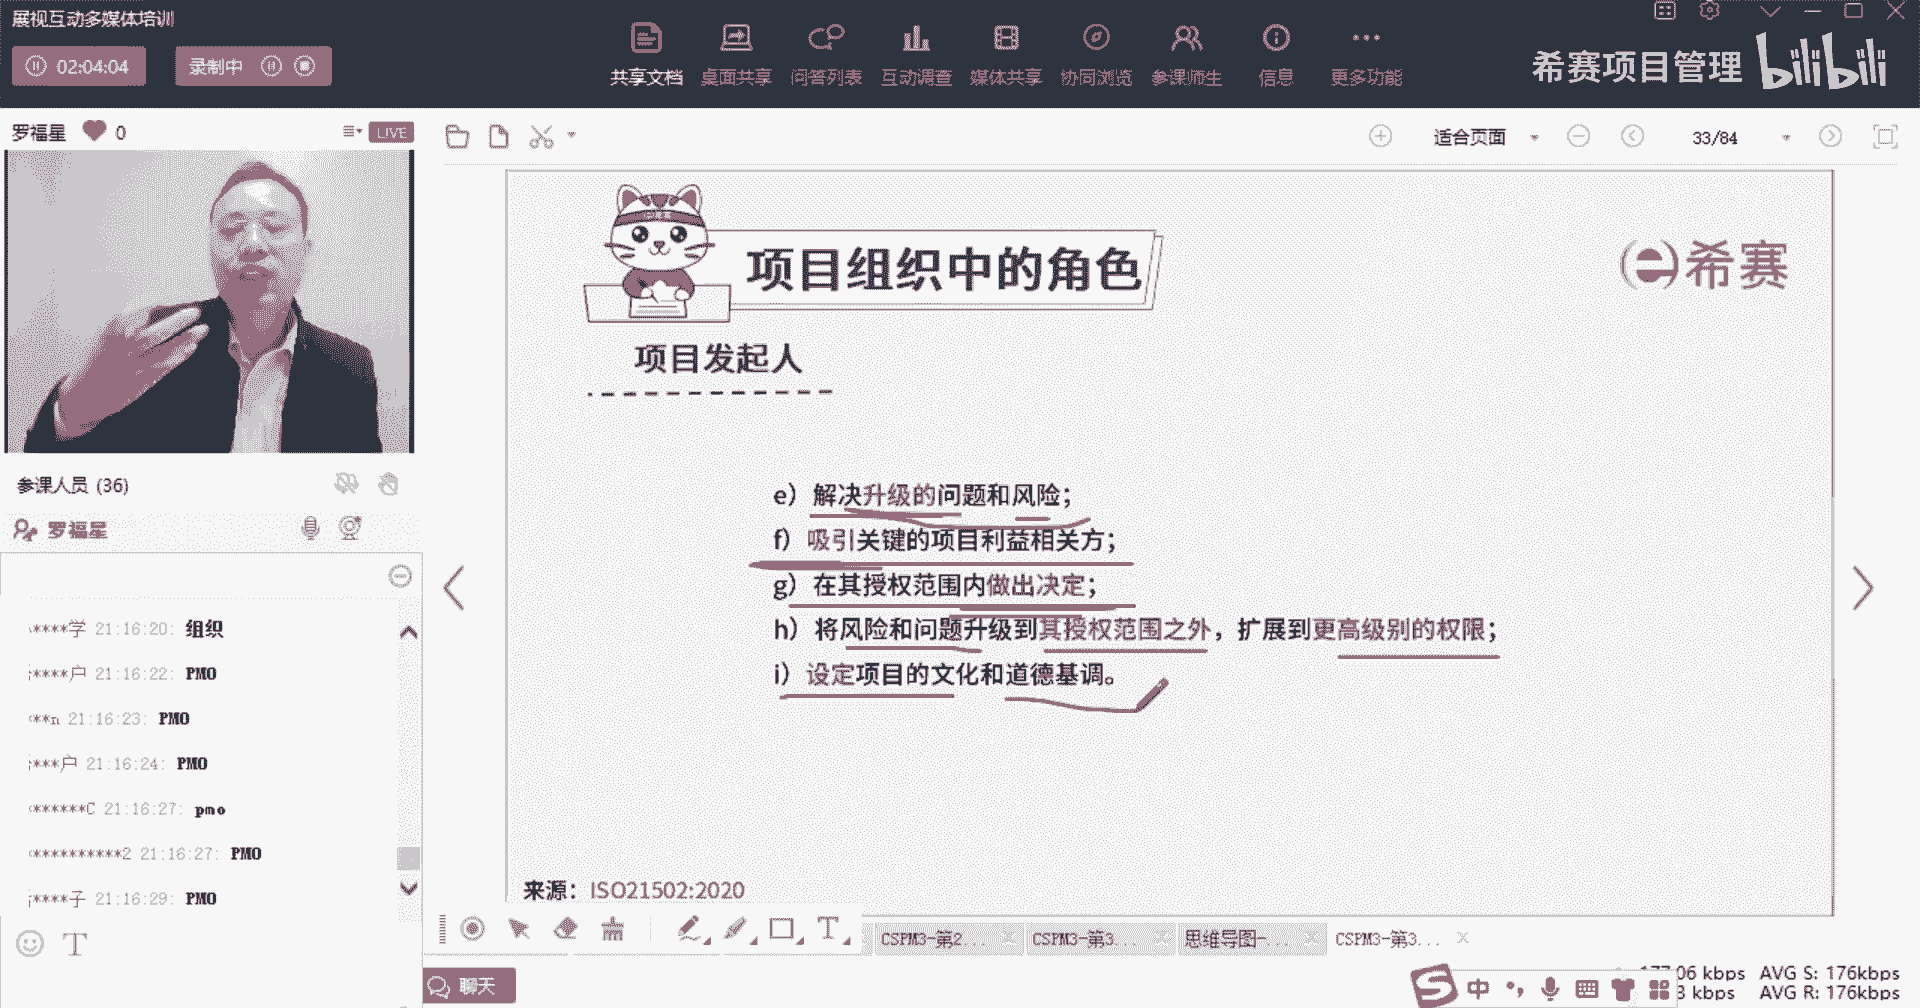 展视互动多媒体培训
02:04:04
录制中
共享文档 桌面共享 问答列表 互动调查 媒体共享 协同浏览 参课师生 信息 更多功能
希赛项目管理 bilibili
罗福星 0
LIVE
适合页面
33/84
参课人员 (36)
罗福星
****学 21:16:20: 组织
****户 21:16:22: PMO
**n 21:16:23: PMO
***户 21:16:24: PMO
******C 21:16:27: pmo
**********2 21:16:27: PMO
****子 21:16:29: PMO
项目组织中的角色
希赛
项目发起人
e）解决升级的问题和风险；
f）吸引关键的项目利益相关方；
g）在其授权范围内做出决定；
h）将风险和问题升级到其授权范围之外，扩展到更高级别的权限；
i）设定项目的文化和道德基调。
来源：ISO21502:2020
CSPM3-第2... CSPM3-第3... 思维导图-... CSPM3-第3...
聊天
中
kbps AVG S: 176kbps
kbps AVG R: 176kbps